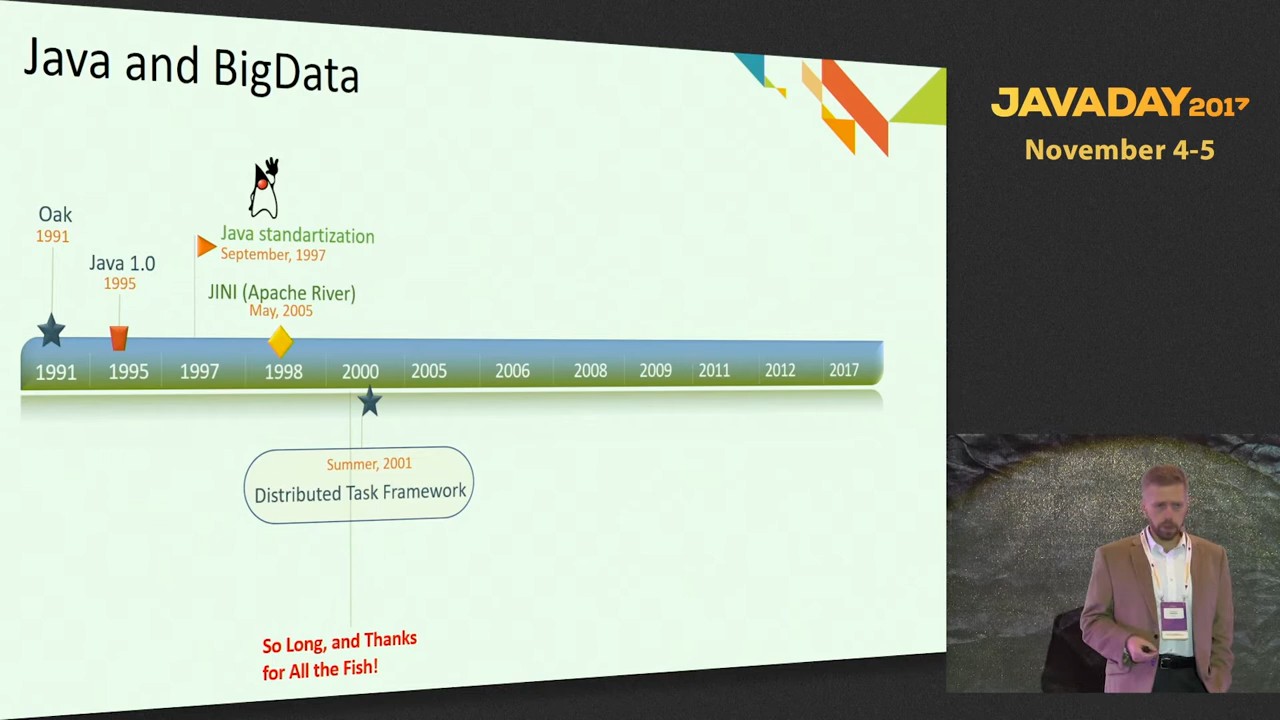 Java and BigData
JAVADAY 2017
November 4-5
Oak
1991
Java 1.0
1995
Java standartization
September, 1997
JINI (Apache River)
May, 2005
1991 1995 1997 1998 2000 2005 2006 2008 2009 2011 2012 2017
Summer, 2001
Distributed Task Framework
So Long, and Thanks
for All the Fish!